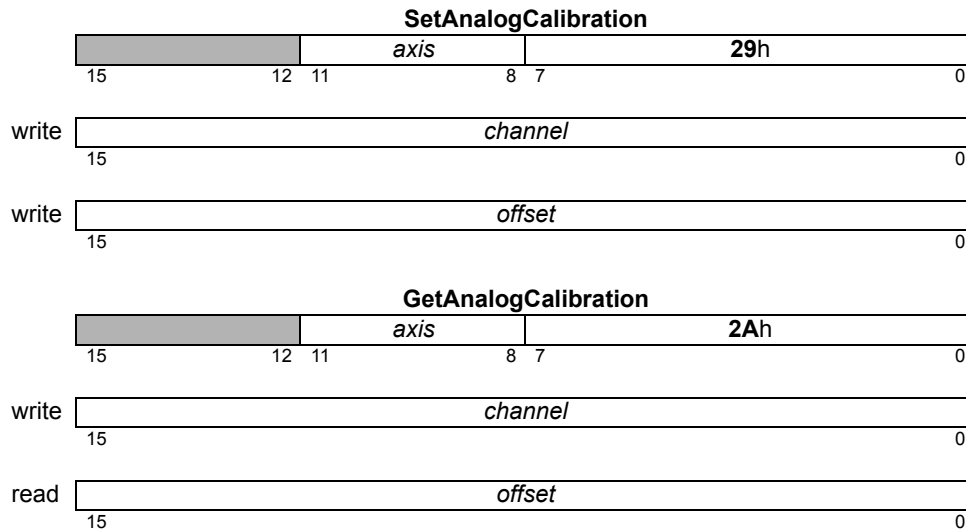 SetAnalogCalibration
axis 29h
15 12 11 8 7 0
write channel
15 0
write offset
15 0
GetAnalogCalibration
axis 2Ah
15 12 11 8 7 0
write channel
15 0
read offset
15 0